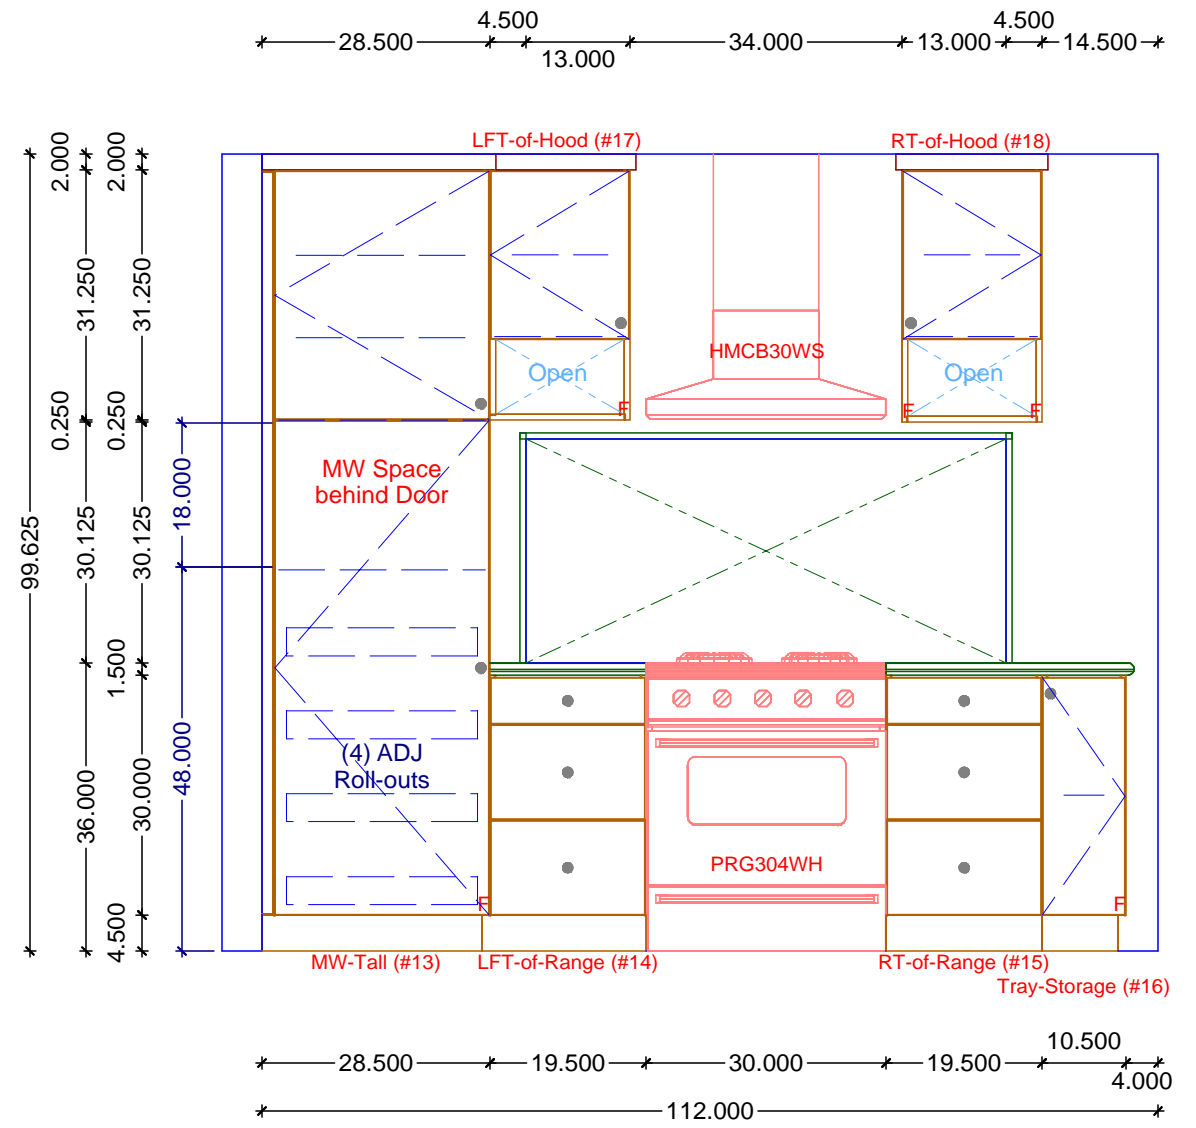 4.500
4.500
28.500
34.000
13.000
14.500
13.000
LFT-of-Hood (#17)
RT-of-Hood (#18)
2.000
2.000
31.250
31.250
HMCB30WS
Open
Open
F
F
F
0.250
0.250
MW Space
behind Door
18.000
99.625
30.125
30.125
1.500
(4) ADJ
Roll-outs
48.000
36.000
30.000
PRG304WH
F
F
4.500
MW-Tall (#13)
LFT-of-Range (#14)
RT-of-Range (#15)
Tray-Storage (#16)
10.500
28.500
19.500
30.000
19.500
4.000
112.000